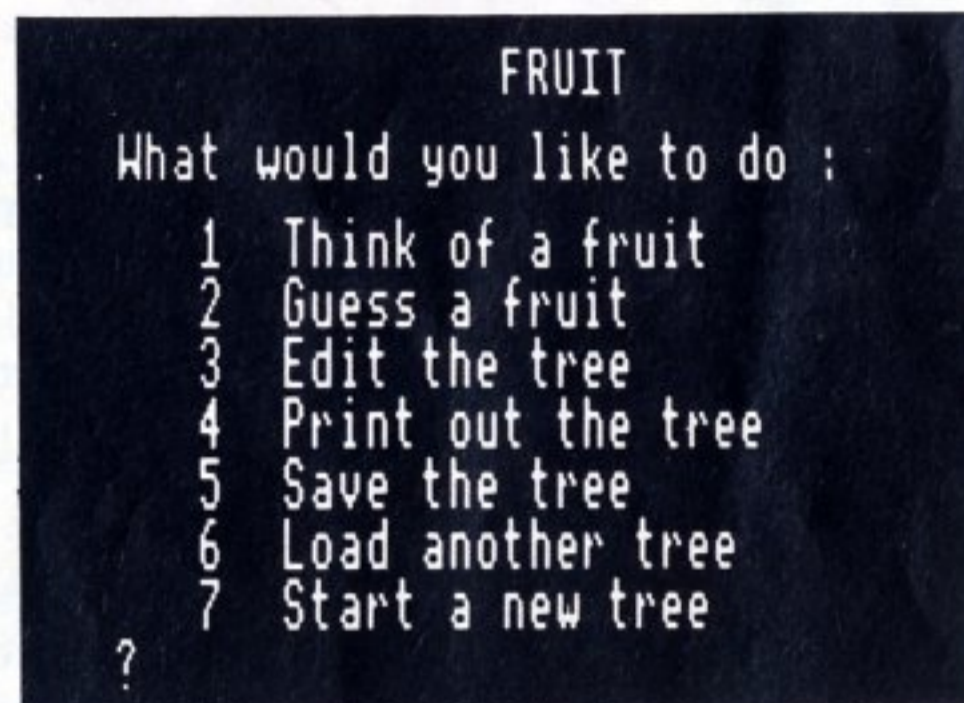 FRUIT
What would you like to do :
1 Think of a fruit
2 Guess a fruit
3 Edit the tree
4 Print out the tree
5 Save the tree
6 Load another tree
7 Start a new tree
?